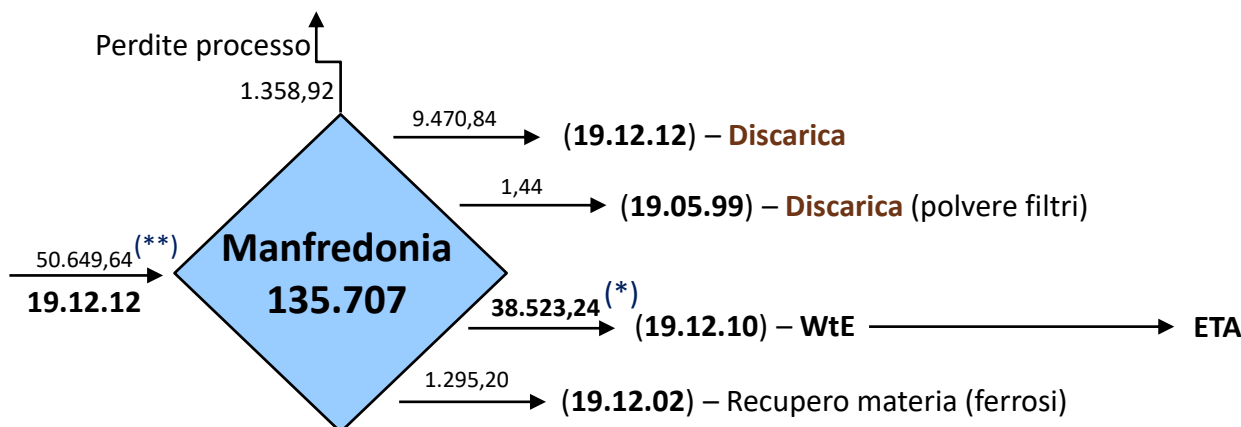 Perdite processo
1.358,92
9.470,84
(19.12.12) – Discarica
1,44
(19.05.99) – Discarica (polvere filtri)
50.649,64(**)
19.12.12
Manfredonia
135.707
38.523,24(*)
(19.12.10) – WtE
ETA
1.295,20
(19.12.02) – Recupero materia (ferrosi)